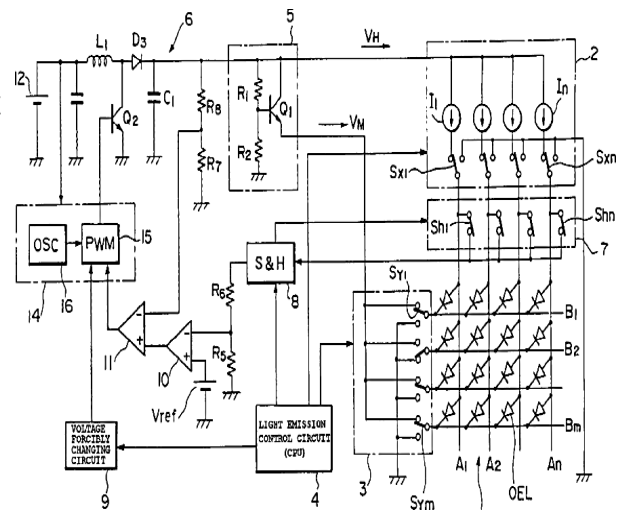 5
L1
D3
6
VH
2
12
C1
R8
R1
Q1
I1
In
Q2
VM
R7
R2
Sx1
Sxn
OSC
PWM
15
Sh1
Shn
S & H
7
14
16
8
SY1
R6
B1
11
10
R5
B2
Vref
VOLTAGE
FORCIBLY
CHANGING
CIRCUIT
LIGHT EMISSION
CONTROL CIRCUIT
(CPU)
Bm
9
4
3
SYm
A1
A2
OEL
An